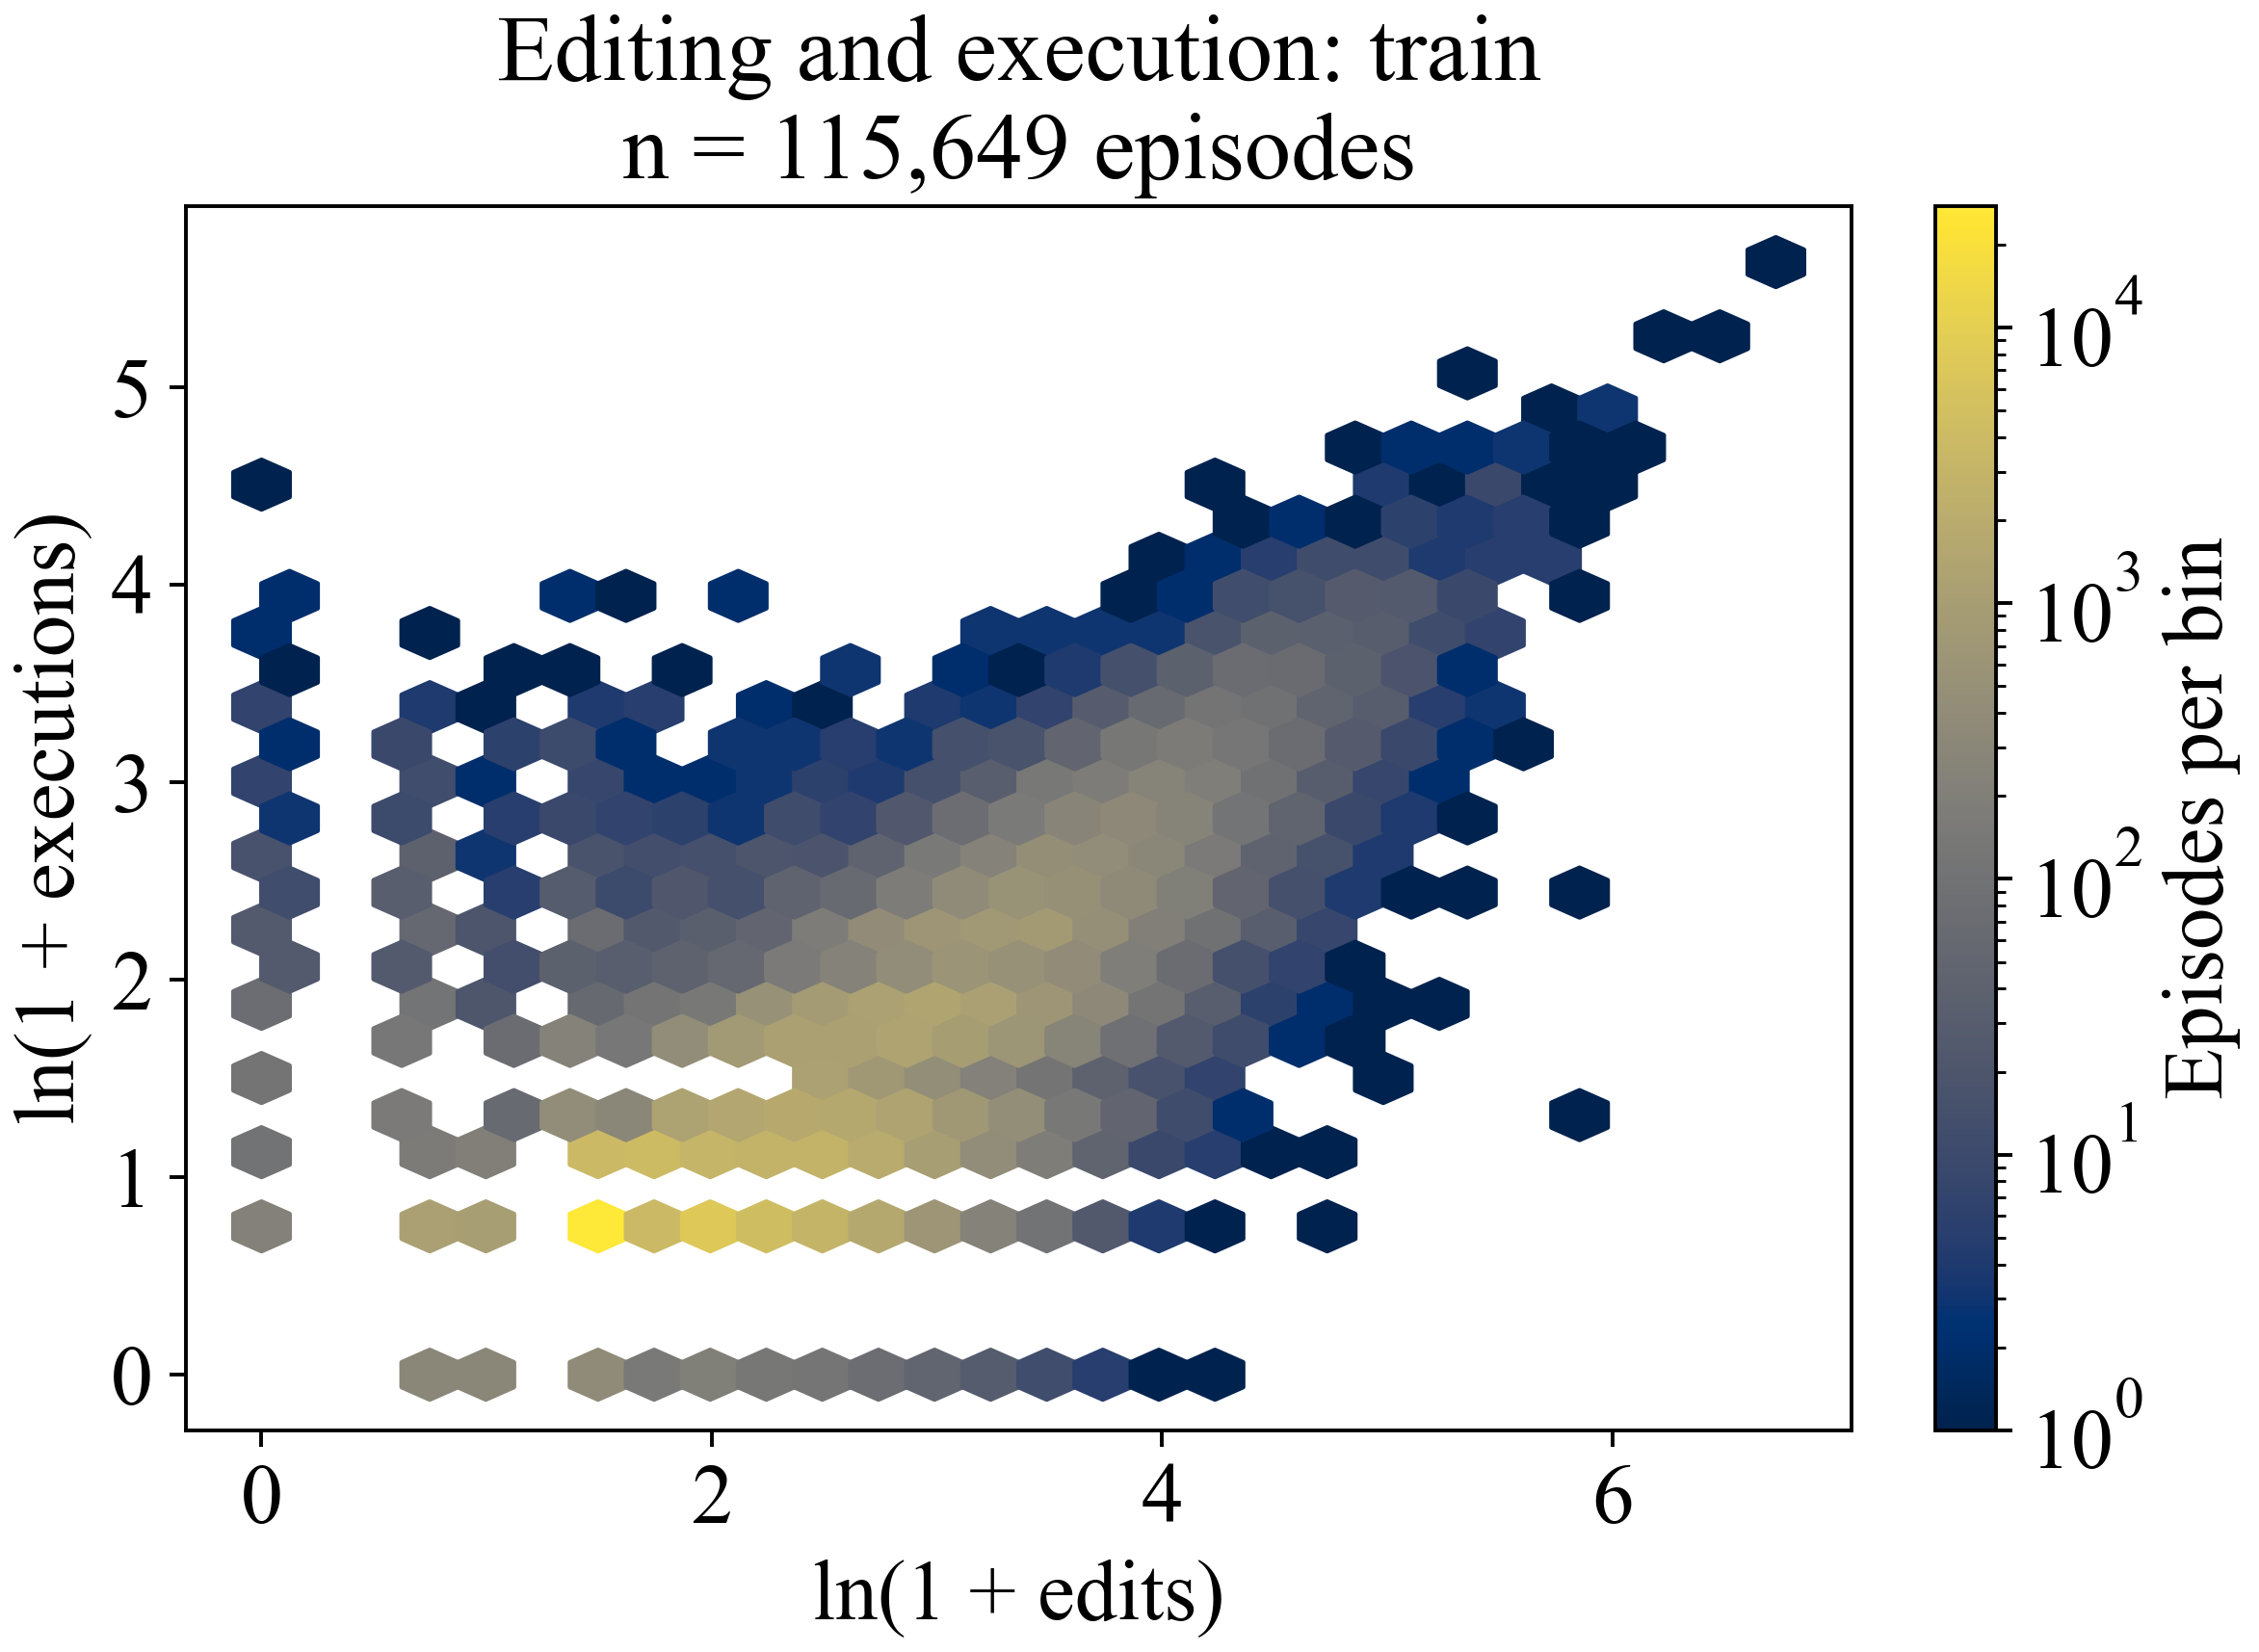 Editing and execution: train
n = 115,649 episodes
ln(1 + executions)
5
4
3
2
1
0
0 2 4 6
ln(1 + edits)
10^4
10^3
10^2
10^1
10^0
Episodes per bin